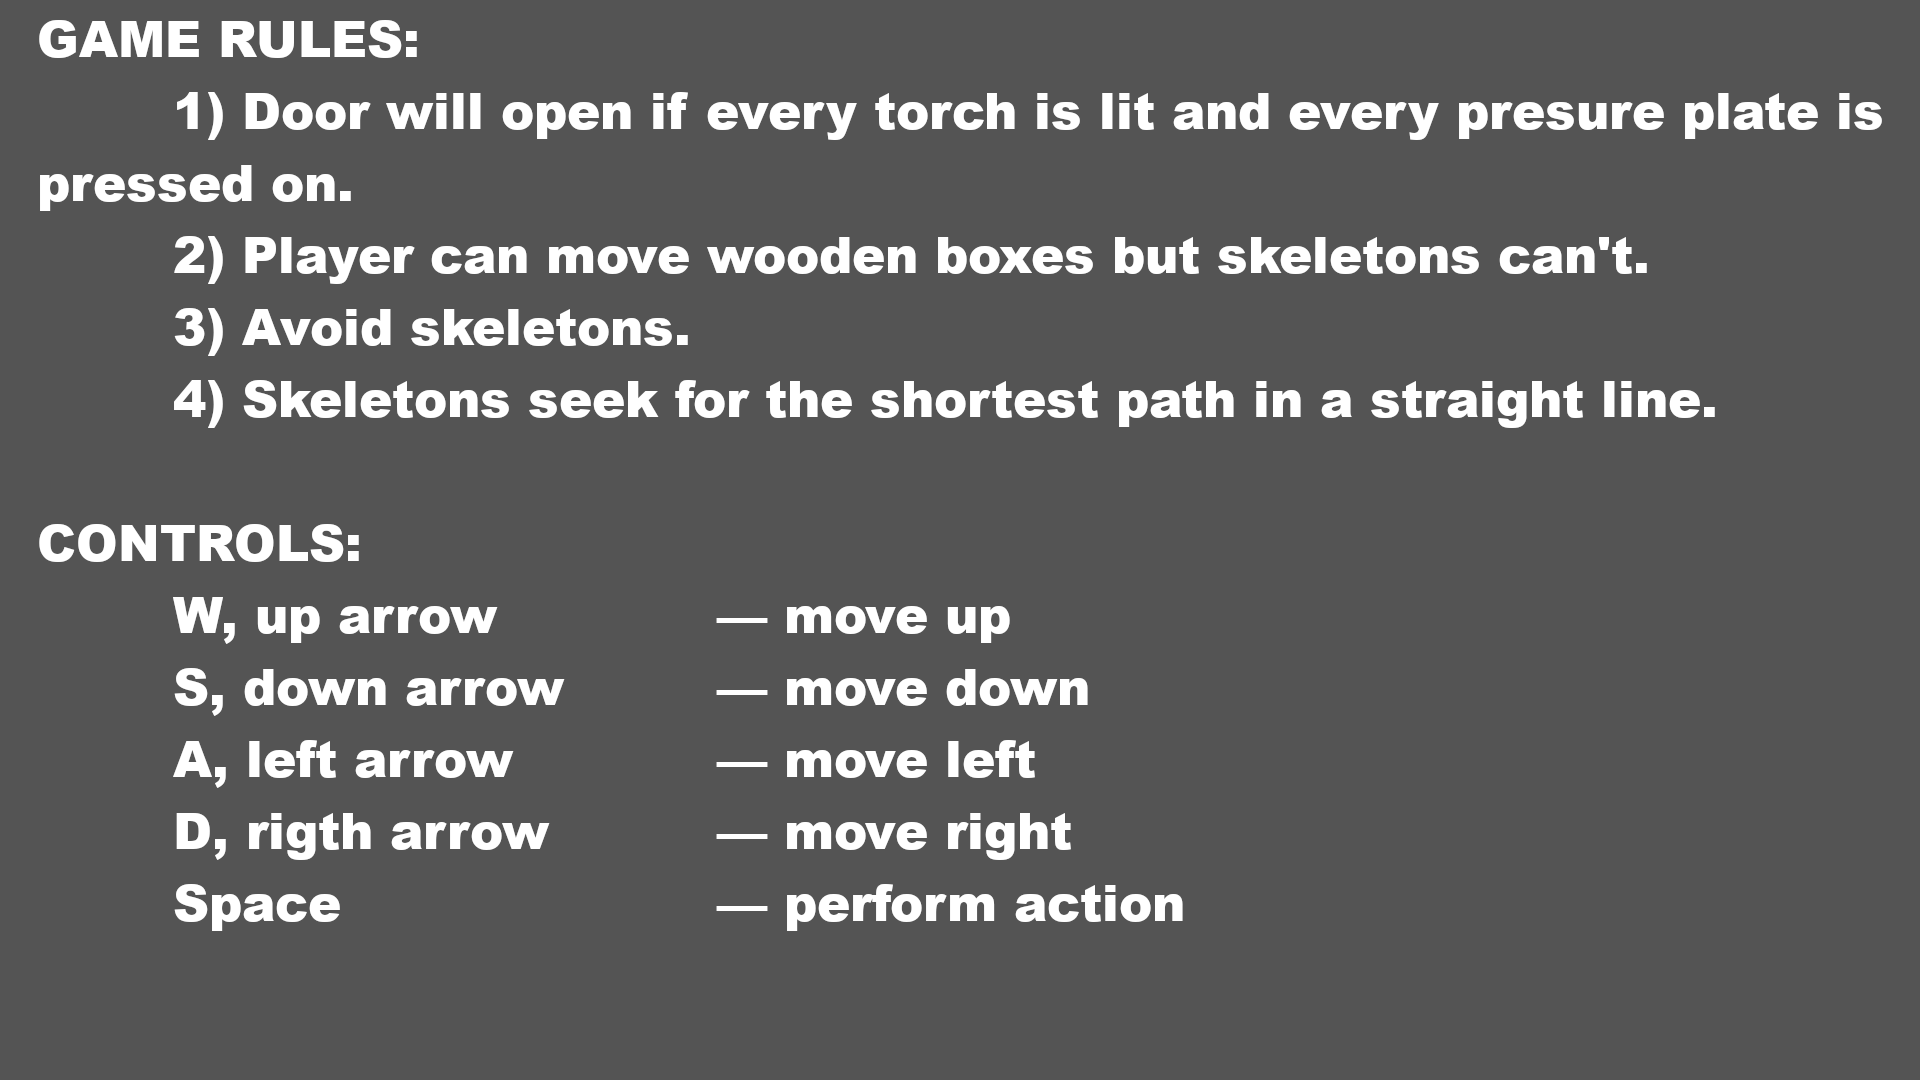 GAME RULES:
1) Door will open if every torch is lit and every presure plate is
pressed on.
2) Player can move wooden boxes but skeletons can't.
3) Avoid skeletons.
4) Skeletons seek for the shortest path in a straight line.
CONTROLS:
W, up arrow — move up
S, down arrow — move down
A, left arrow — move left
D, rigth arrow — move right
Space — perform action